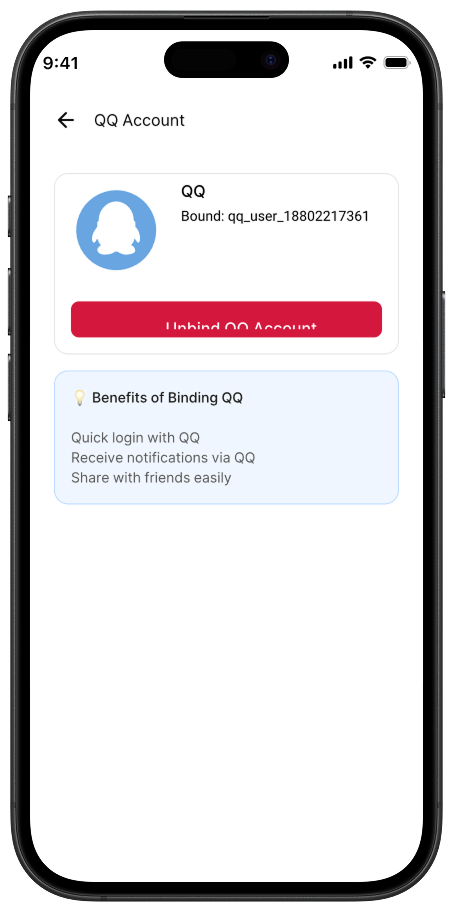 9:41
QQ Account
QQ
Bound: qq_user_18802217361
Unbind QQ Account
Benefits of Binding QQ
Quick login with QQ
Receive notifications via QQ
Share with friends easily